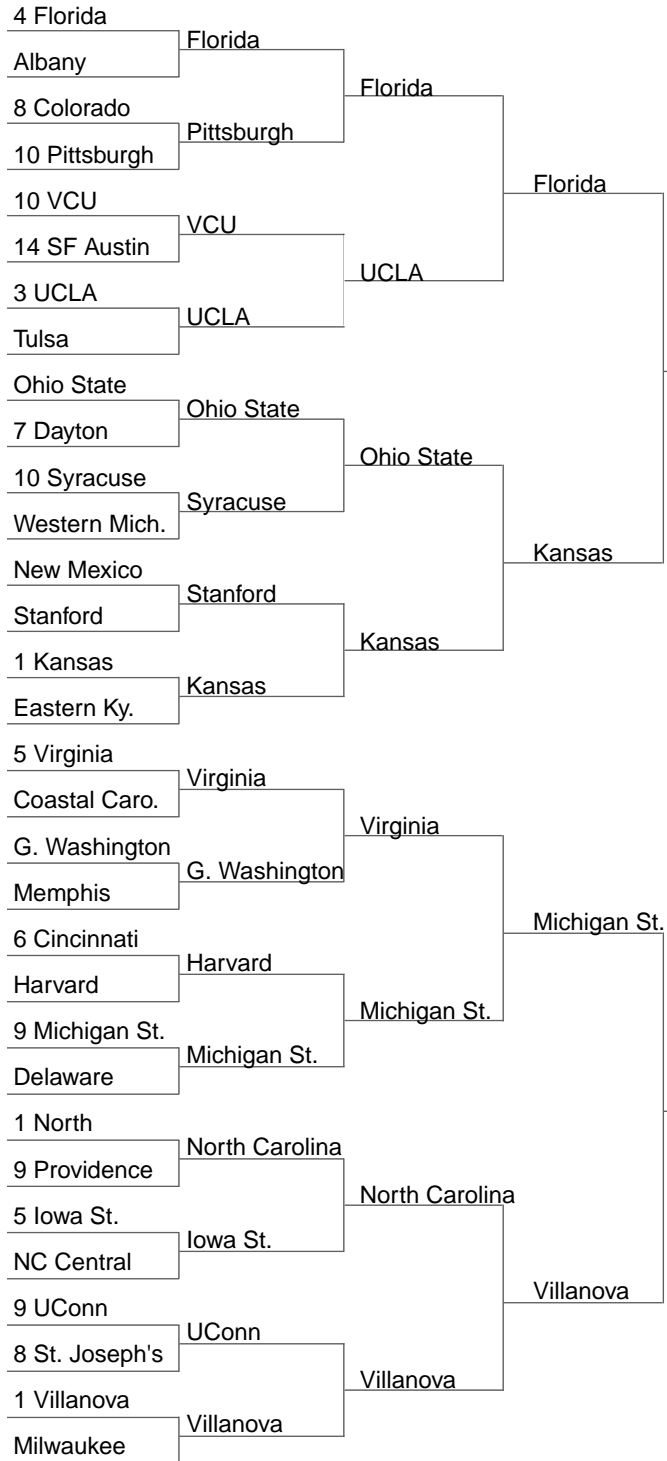 4 Florida
Albany
8 Colorado
10 Pittsburgh
10 VCU
14 SF Austin
3 UCLA
Tulsa
Ohio State
7 Dayton
10 Syracuse
Western Mich.
New Mexico
Stanford
1 Kansas
Eastern Ky.
5 Virginia
Coastal Caro.
G. Washington
Memphis
6 Cincinnati
Harvard
9 Michigan St.
Delaware
1 North
9 Providence
5 Iowa St.
NC Central
9 UConn
8 St. Joseph's
1 Villanova
Milwaukee
Florida
Pittsburgh
VCU
UCLA
Ohio State
Syracuse
Stanford
Kansas
Virginia
G. Washington
Harvard
Michigan St.
North Carolina
Iowa St.
UConn
Villanova
Florida
UCLA
Ohio State
Kansas
Virginia
Michigan St.
North Carolina
Villanova
Florida
Kansas
Michigan St.
Villanova